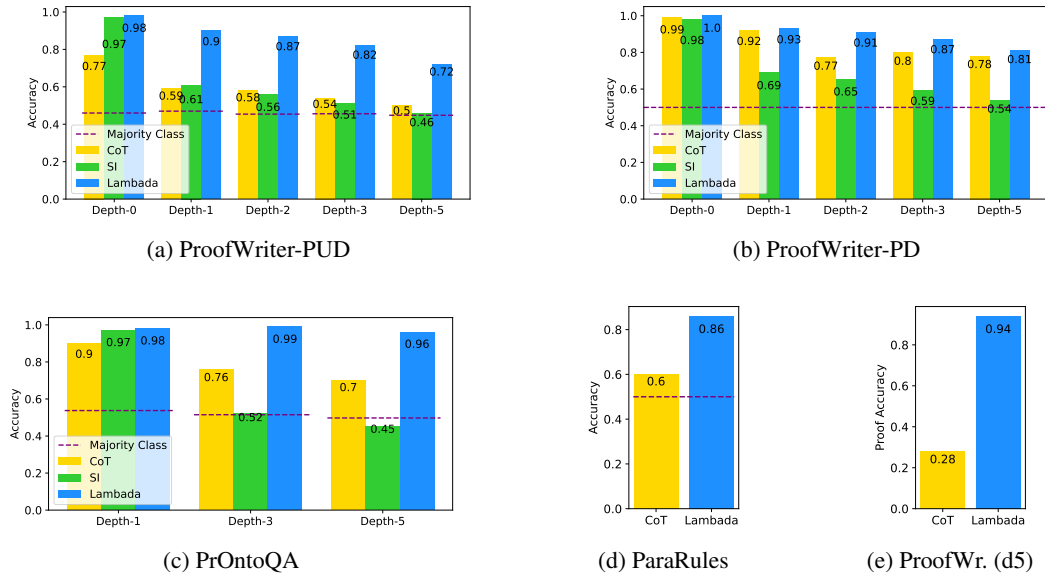 1.0
0.8
0.6
0.4
0.2
0.0
Accuracy
0.77
0.97
0.98
0.59
0.61
0.9
0.58
0.56
0.87
0.54
0.51
0.82
0.5
0.46
0.72
Majority Class
CoT
SI
Lambada
Depth-0
Depth-1
Depth-2
Depth-3
Depth-5
(a) ProofWriter-PUD
1.0
0.8
0.6
0.4
0.2
0.0
Accuracy
0.99
0.98
1.0
0.92
0.69
0.93
0.77
0.65
0.91
0.8
0.59
0.87
0.78
0.54
0.81
Majority Class
CoT
SI
Lambada
Depth-0
Depth-1
Depth-2
Depth-3
Depth-5
(b) ProofWriter-PD
1.0
0.8
0.6
0.4
0.2
0.0
Accuracy
0.9
0.97
0.98
0.76
0.52
0.99
0.7
0.45
0.96
Majority Class
CoT
SI
Lambada
Depth-1
Depth-3
Depth-5
(c) PrOntoQA
0.8
0.6
0.4
0.2
0.0
Accuracy
0.6
0.86
CoT
Lambada
(d) ParaRules
0.8
0.6
0.4
0.2
0.0
Proof Accuracy
0.28
0.94
CoT
Lambada
(e) ProofWr. (d5)